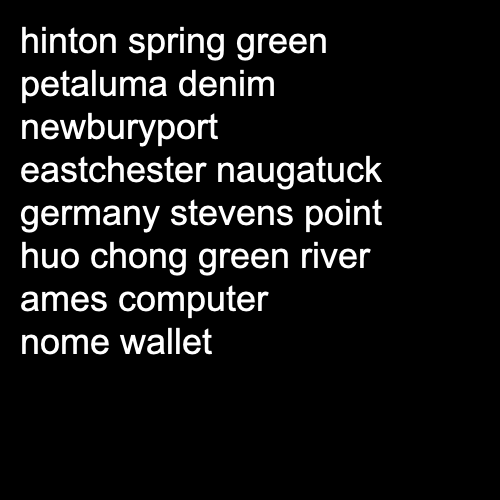 hinton spring green
petaluma denim
newburyport
eastchester naugatuck
germany stevens point
huo chong green river
ames computer
nome wallet